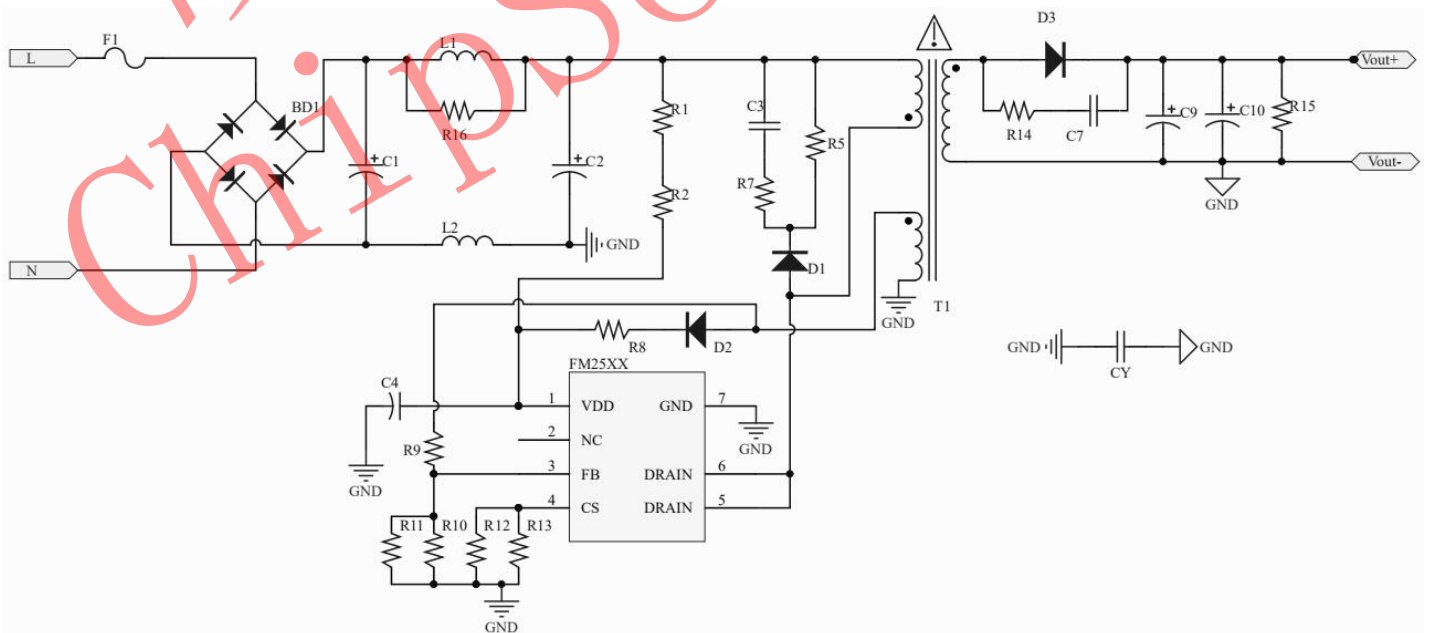 F1
L
BD1
N
L1
R16
C1
+
C2
+
L2
GND
R1
R2
C3
R7
R5
D1
D3
R14
C7
C9
+
C10
+
R15
Vout+
Vout-
GND
GND
T1
GND
CY
GND
R8
D2
FM25XX
C4
GND
1
VDD
2
NC
3
FB
4
CS
GND
7
DRAIN
6
DRAIN
5
GND
R9
R11
R10
R12
R13
GND